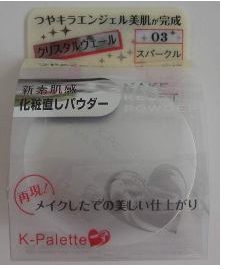 つやキラエンジェル美肌が完成
クリスタルヴェール
03
スパークル
新素肌感
化粧直しパウダー
MAKE
RESET
POWDER
再現!
メイクしたての美しい仕上がり
K-Palette